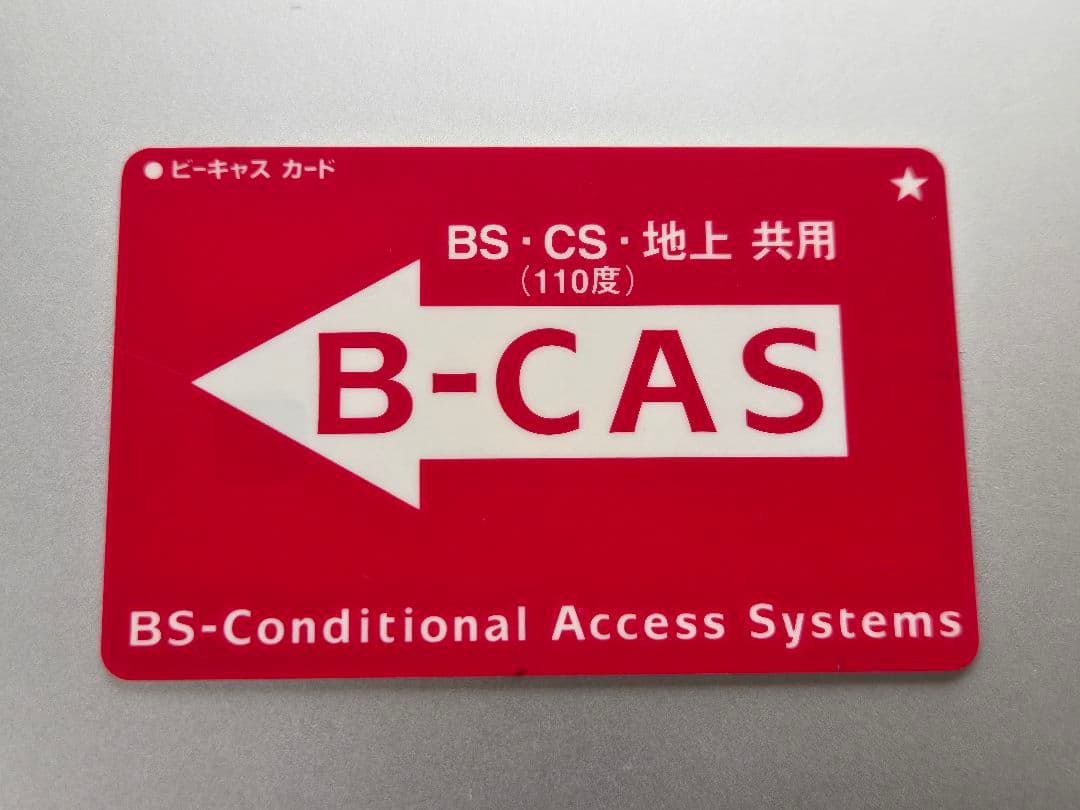 ●ビーキャス カード
★
BS・CS・地上 共用
(110度)
B-CAS
BS-Conditional Access Systems